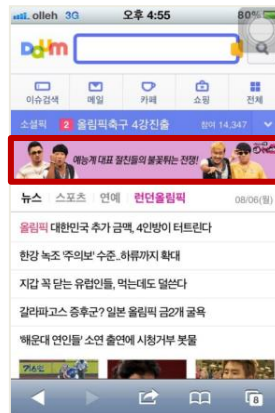 olleh 3G 오후 4:55 80%
Daum
이슈검색 메일 카페 쇼핑 전체
소셜픽 2 올림픽축구 4강진출 참여 14,347
예능계 대표 절친들의 불꽃튀는 전쟁!
뉴스 스포츠 연예 런던올림픽 08/06(월)
올림픽 대한민국 추가 금맥, 4인방이 터트린다
한강 녹조 '주의보' 수준..하류까지 확대
지갑 꼭 닫는 유럽인들, 먹는데도 덜쓴다
갈라파고스 증후군? 일본 올림픽 금2개 굴욕
'해운대 연인들' 소연 출연에 시청거부 봇물
8